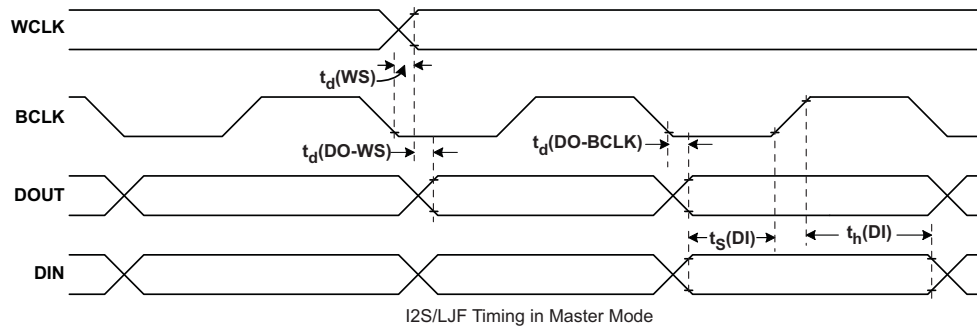 WCLK
t_d(WS)
BCLK
t_d(DO-WS)
t_d(DO-BCLK)
DOUT
t_S(DI)
t_h(DI)
DIN
I2S/LJF Timing in Master Mode